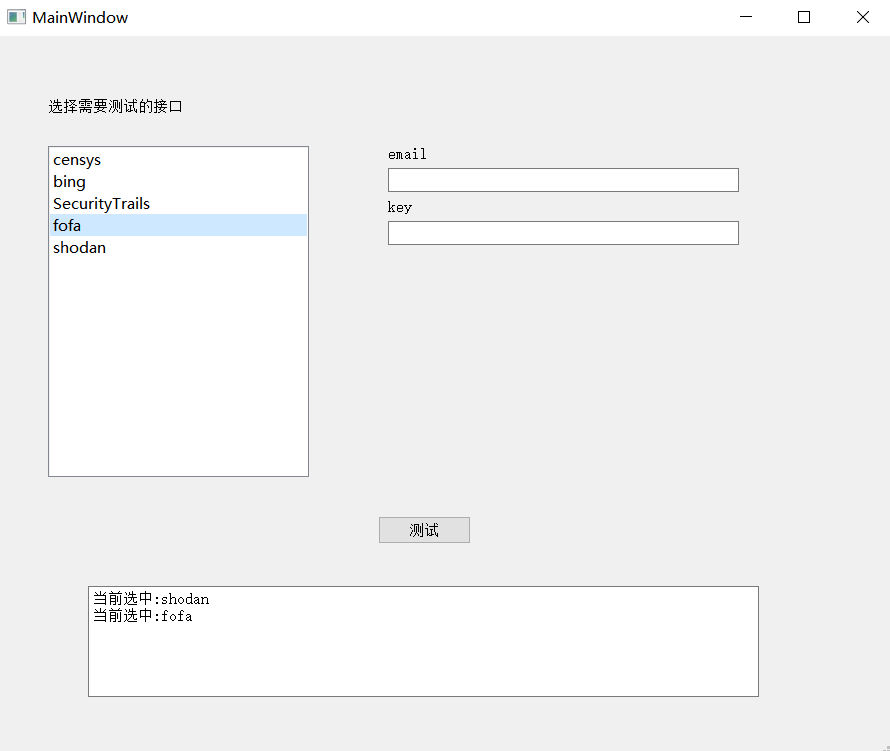 MainWindow
选择需要测试的接口
censys
bing
SecurityTrails
fofa
shodan
email
key
测试
当前选中:shodan
当前选中:fofa